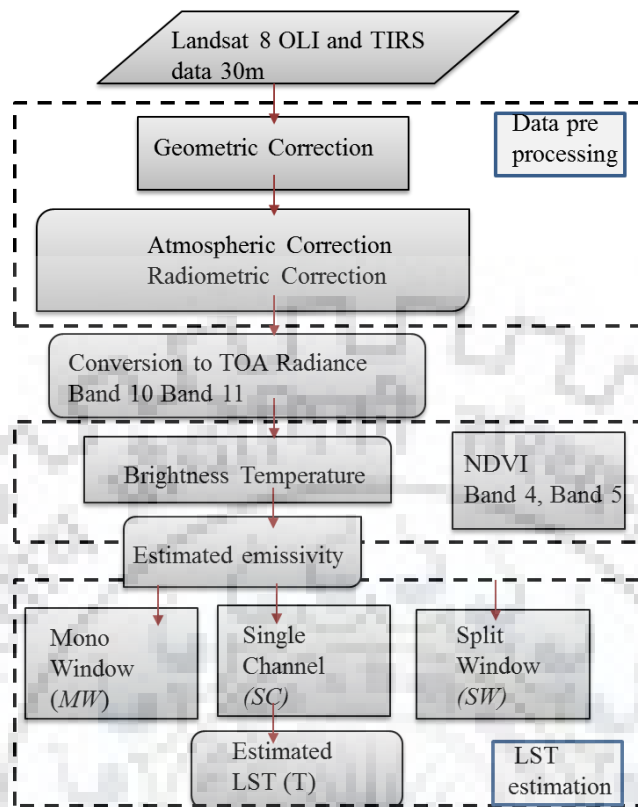 Landsat 8 OLI and TIRS
data 30m
Data pre
processing
Geometric Correction
Atmospheric Correction
Radiometric Correction
Conversion to TOA Radiance
Band 10 Band 11
Brightness Temperature
NDVI
Band 4, Band 5
Estimated emissivity
Mono
Window
(MW)
Single
Channel
(SC)
Split
Window
(SW)
Estimated
LST (T)
LST
estimation